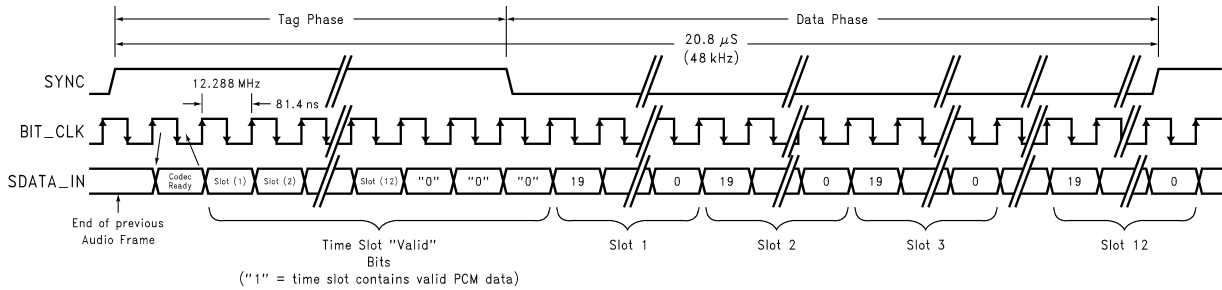 Tag Phase
Data Phase
20.8 μS
(48 kHz)
SYNC
12.288 MHz
81.4 ns
BIT_CLK
SDATA_IN
Codec
Ready
Slot (1)
Slot (2)
Slot (12)
"0"
"0"
"0"
19
0
19
0
19
0
19
0
End of previous
Audio Frame
Time Slot "Valid"
Bits
("1" = time slot contains valid PCM data)
Slot 1
Slot 2
Slot 3
Slot 12